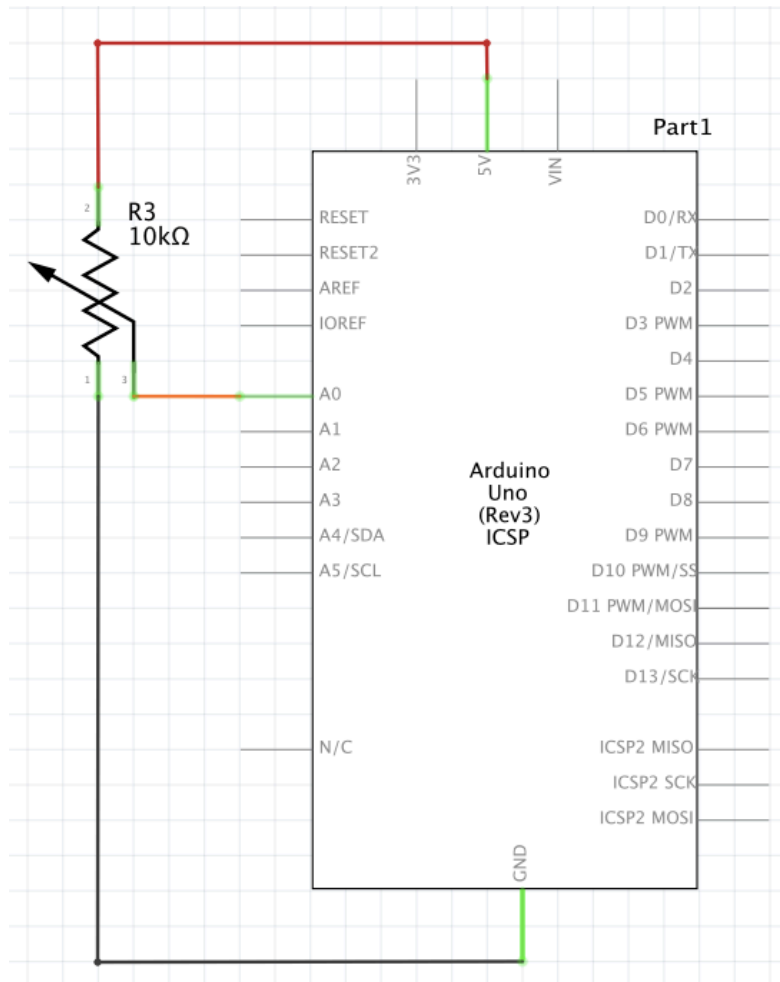 Part1
3V3
5V
VIN
2
R3
10kΩ
1
3
RESET
RESET2
AREF
IOREF
A0
A1
A2
A3
A4/SDA
A5/SCL
N/C
Arduino
Uno
(Rev3)
ICSP
D0/RX
D1/TX
D2
D3 PWM
D4
D5 PWM
D6 PWM
D7
D8
D9 PWM
D10 PWM/SS
D11 PWM/MOSI
D12/MISO
D13/SCK
ICSP2 MISO
ICSP2 SCK
ICSP2 MOSI
GND